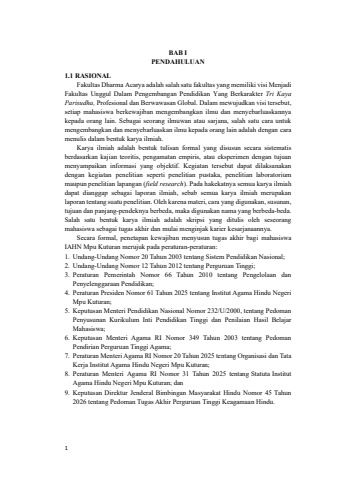 BAB I
PENDAHULUAN
1.1 RASIONAL
Fakultas Dharma Acarya adalah salah satu fakultas yang memiliki visi Menjadi
Fakultas Unggul Dalam Pengembangan Pendidikan Yang Berkarakter Tri Kaya
Parisudha, Profesional dan Berwawasan Global. Dalam mewujudkan visi tersebut,
setiap mahasiswa berkewajiban mengembangkan ilmu dan menyebarluaskannya
kepada orang lain. Sebagai seorang ilmuwan atau sarjana, salah satu cara untuk
mengembangkan dan menyebarluaskan ilmu kepada orang lain adalah dengan cara
menulis dalam bentuk karya ilmiah.
Karya ilmiah adalah bentuk tulisan formal yang disusun secara sistematis
berdasarkan kajian teoritis, pengamatan empiris, atau eksperimen dengan tujuan
menyampaikan informasi yang objektif. Kegiatan tersebut dapat dilaksanakan
dengan kegiatan penelitian seperti penelitian pustaka, penelitian laboratorium
maupun penelitian lapangan (field research). Pada hakekatnya semua karya ilmiah
dapat dianggap sebagai laporan ilmiah, sebab semua karya ilmiah merupakan
laporan tentang suatu penelitian. Oleh karena materi, cara yang digunakan, susunan,
tujuan dan panjang-pendeknya berbeda, maka digunakan nama yang berbeda-beda.
Salah satu bentuk karya ilmiah adalah skripsi yang ditulis oleh seseorang
mahasiswa sebagai tugas akhir dan mulai menginjak karier kesarjanaannya.
Secara formal, penetapan kewajiban menyusun tugas akhir bagi mahasiswa
IAHN Mpu Kuturan merujuk pada peraturan-peraturan:
1. Undang-Undang Nomor 20 Tahun 2003 tentang Sistem Pendidikan Nasional;
2. Undang-Undang Nomor 12 Tahun 2012 tentang Perguruan Tinggi;
3. Peraturan Pemerintah Nomor 66 Tahun 2010 tentang Pengelolaan dan
Penyelenggaraan Pendidikan;
4. Peraturan Presiden Nomor 61 Tahun 2025 tentang Institut Agama Hindu Negeri
Mpu Kuturan;
5. Keputusan Menteri Pendidikan Nasional Nomor 232/U/2000, tentang Pedoman
Penyusunan Kurikulum Inti Pendidikan Tinggi dan Penilaian Hasil Belajar
Mahasiswa;
6. Keputusan Menteri Agama RI Nomor 349 Tahun 2003 tentang Pedoman
Pendirian Perguruan Tinggi Agama;
7. Peraturan Menteri Agama RI Nomor 20 Tahun 2025 tentang Organisasi dan Tata
Kerja Institut Agama Hindu Negeri Mpu Kuturan;
8. Peraturan Menteri Agama RI Nomor 31 Tahun 2025 tentang Statuta Institut
Agama Hindu Negeri Mpu Kuturan; dan
9. Keputusan Direktur Jenderal Bimbingan Masyarakat Hindu Nomor 45 Tahun
2026 tentang Pedoman Tugas Akhir Perguruan Tinggi Keagamaan Hindu.
1